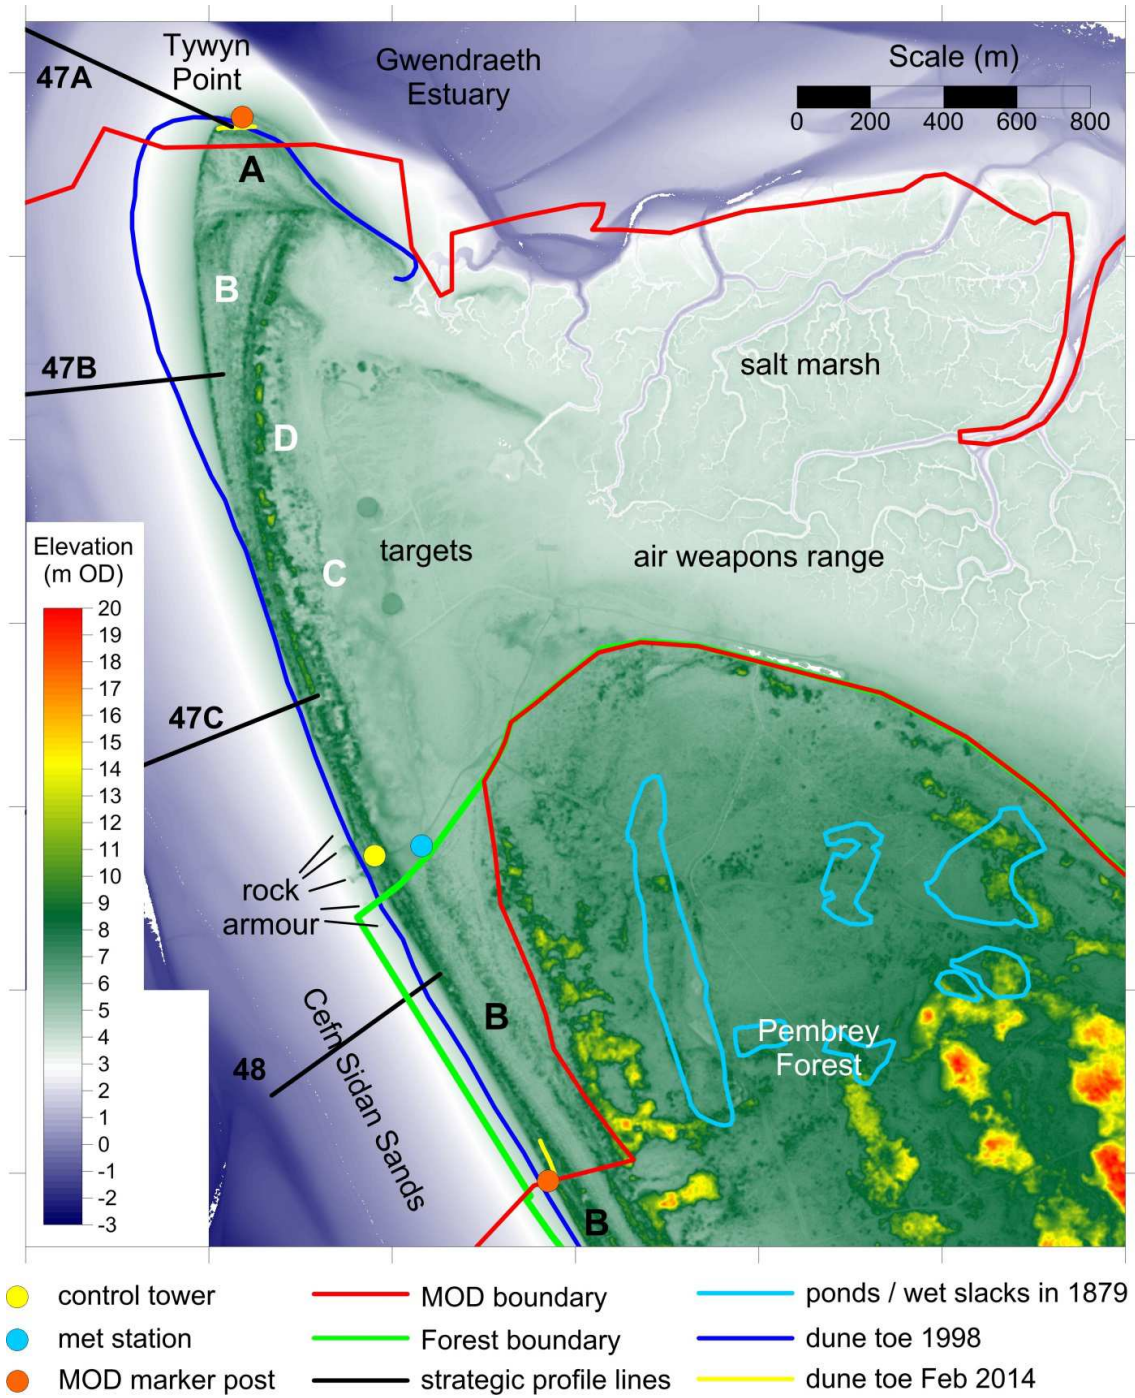 Tywyn
Point
47A
Gwendraeth
Estuary
Scale (m)
0 200 400 600 800
A
B
47B
salt marsh
D
Elevation
(m OD)
targets
air weapons range
C
20
19
18
17
16
15
14
13
12
11
10
9
8
7
6
5
4
3
2
1
0
-1
-2
-3
47C
rock
armour
Cefn Sidan Sands
B
Pembrey
Forest
48
B
control tower
MOD boundary
ponds / wet slacks in 1879
met station
Forest boundary
dune toe 1998
MOD marker post
strategic profile lines
dune toe Feb 2014